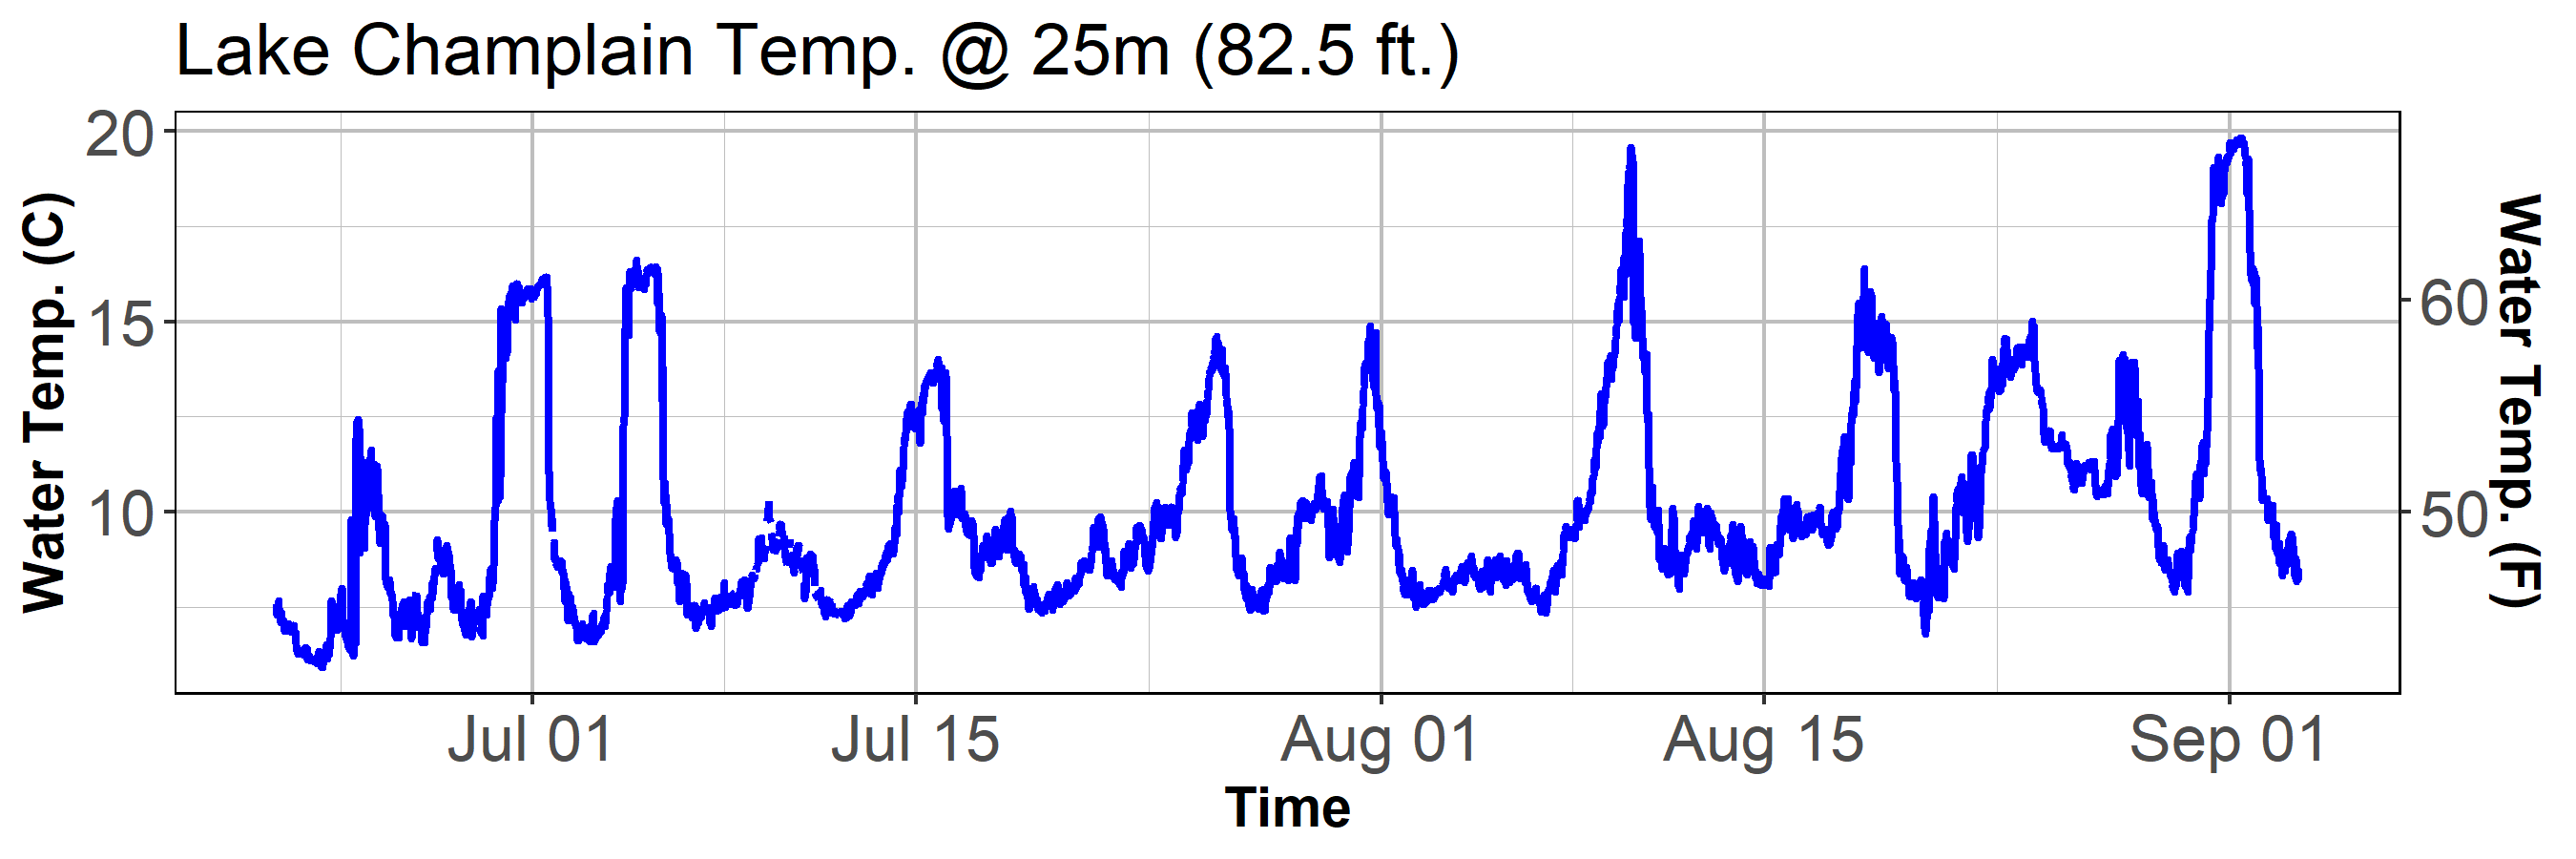 Lake Champlain Temp. @ 25m (82.5 ft.)
Water Temp. (C)
20
15
10
60
50
Water Temp. (F)
Jul 01 Jul 15 Aug 01 Aug 15 Sep 01
Time